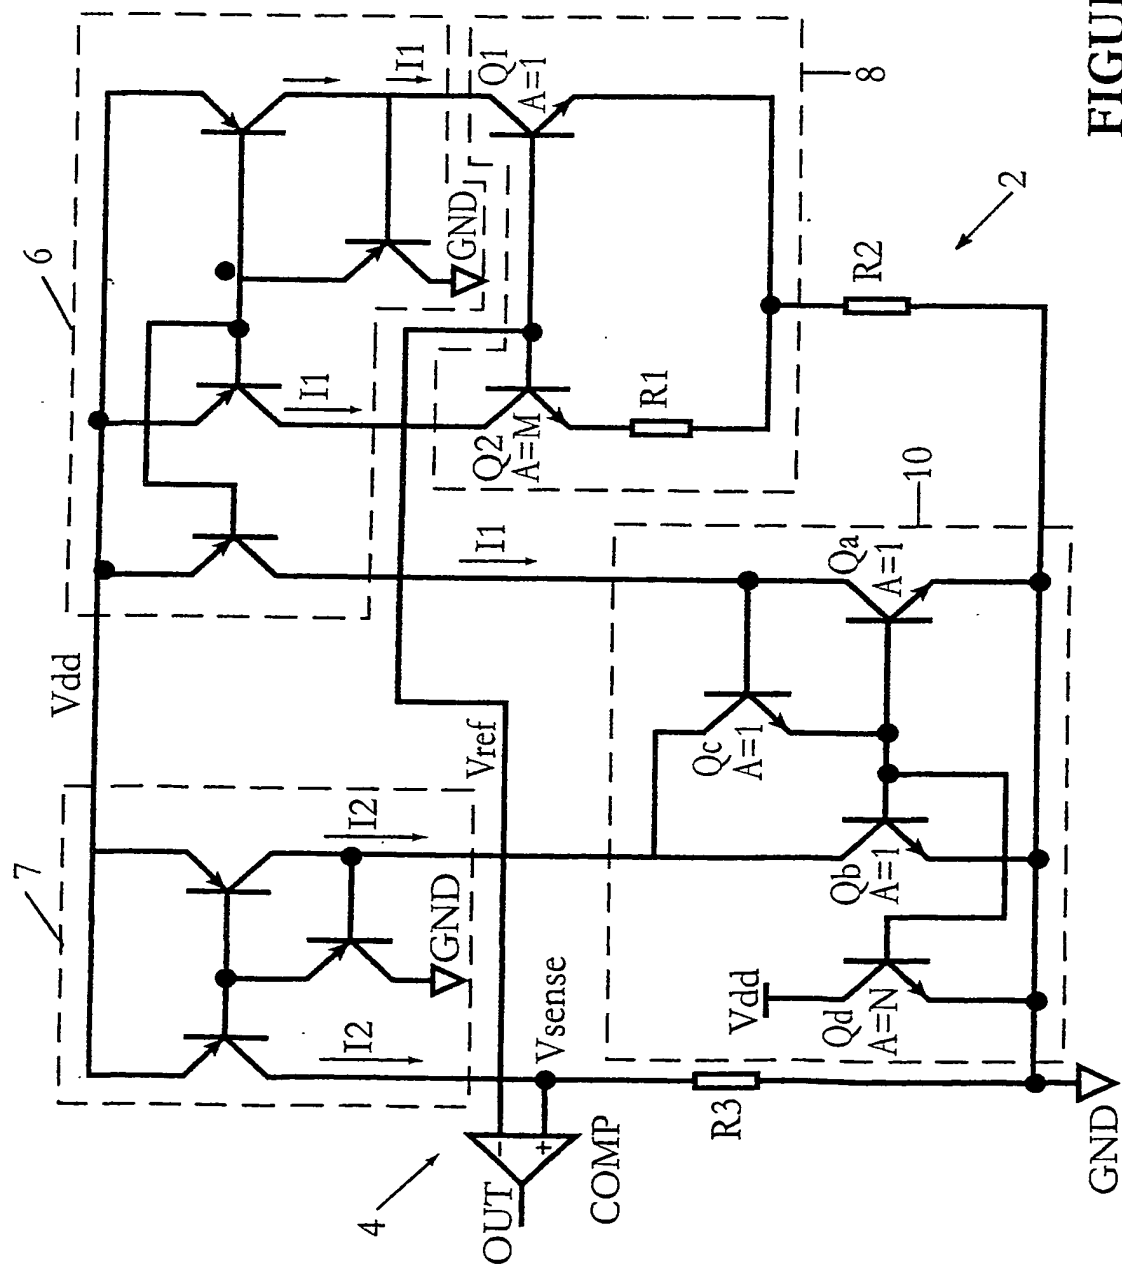 FIGU
6
7
Vdd
I1
I1
I1
I2
I2
GND
GND
Q1
A=1
Q2
A=M
R1
R2
8
2
10
Vref
Vsense
4
OUT
COMP
-
+
Qa
A=1
Qb
A=1
Qc
A=1
Qd
A=N
Vdd
R3
GND